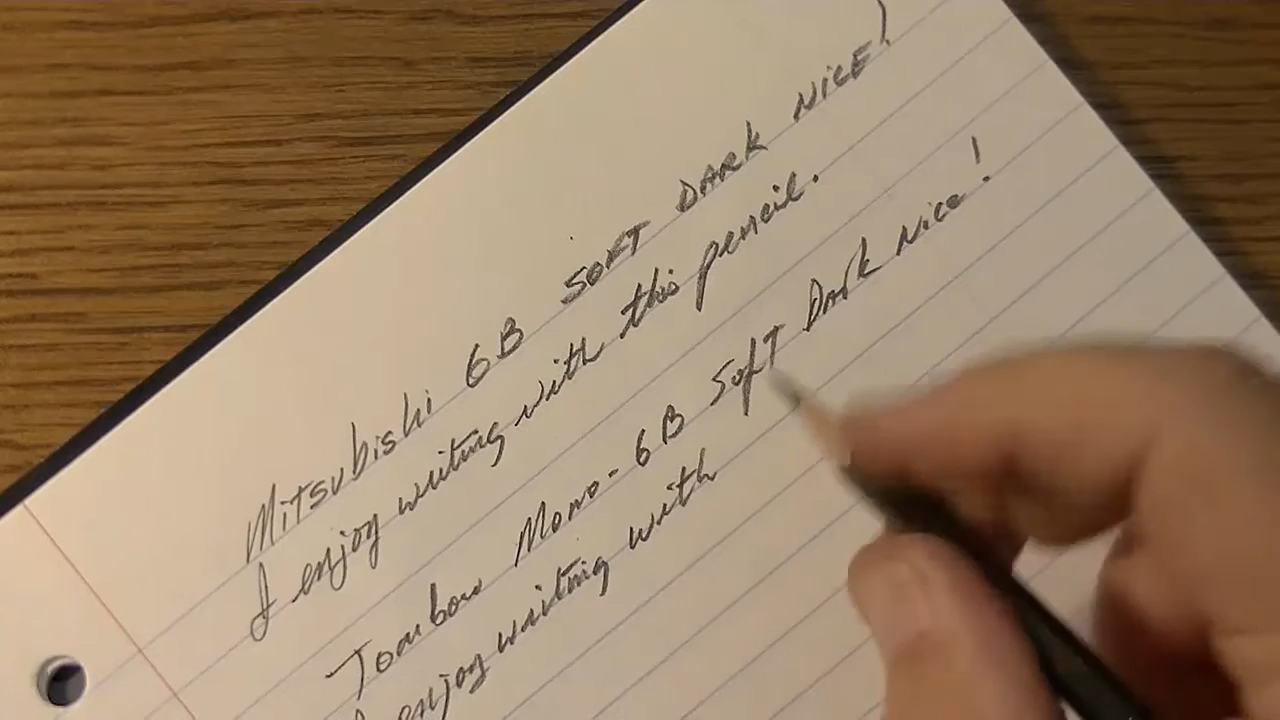 Mitsubishi 6B SOFT DARK NICE!
I enjoy writing with this pencil.
Tombow Mono - 6B Soft Dark Nice!
I enjoy writing with